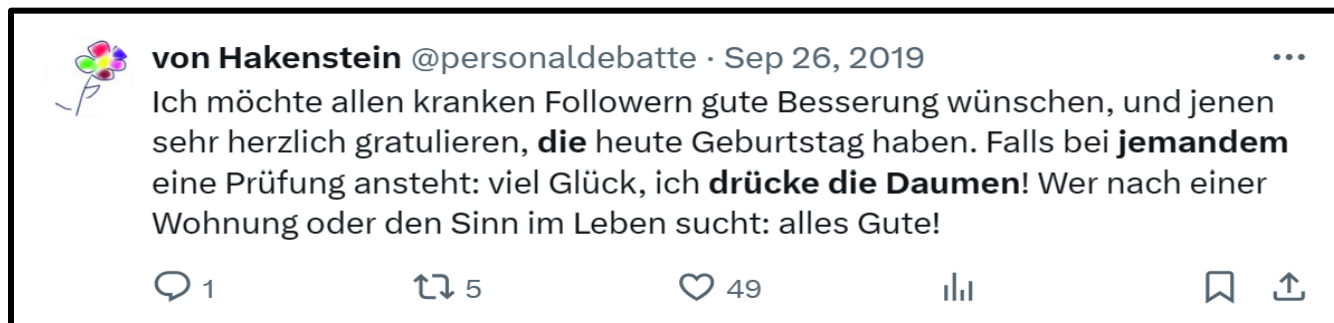 von Hakenstein @personaldebatte · Sep 26, 2019
Ich möchte allen kranken Followern gute Besserung wünschen, und jenen
sehr herzlich gratulieren, die heute Geburtstag haben. Falls bei jemandem
eine Prüfung ansteht: viel Glück, ich drücke die Daumen! Wer nach einer
Wohnung oder den Sinn im Leben sucht: alles Gute!
1 5 49